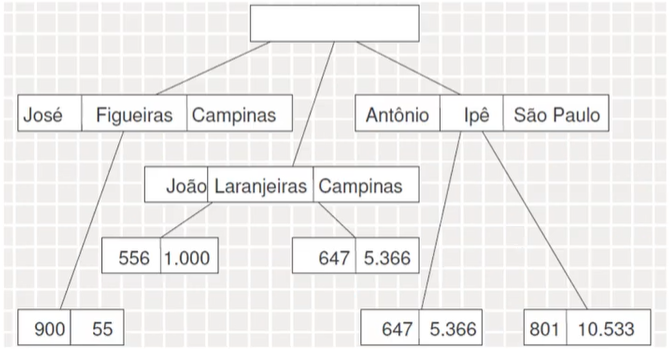 José Figueiras Campinas
Antônio Ipê São Paulo
João Laranjeiras Campinas
556 1.000
647 5.366
900 55
647 5.366
801 10.533